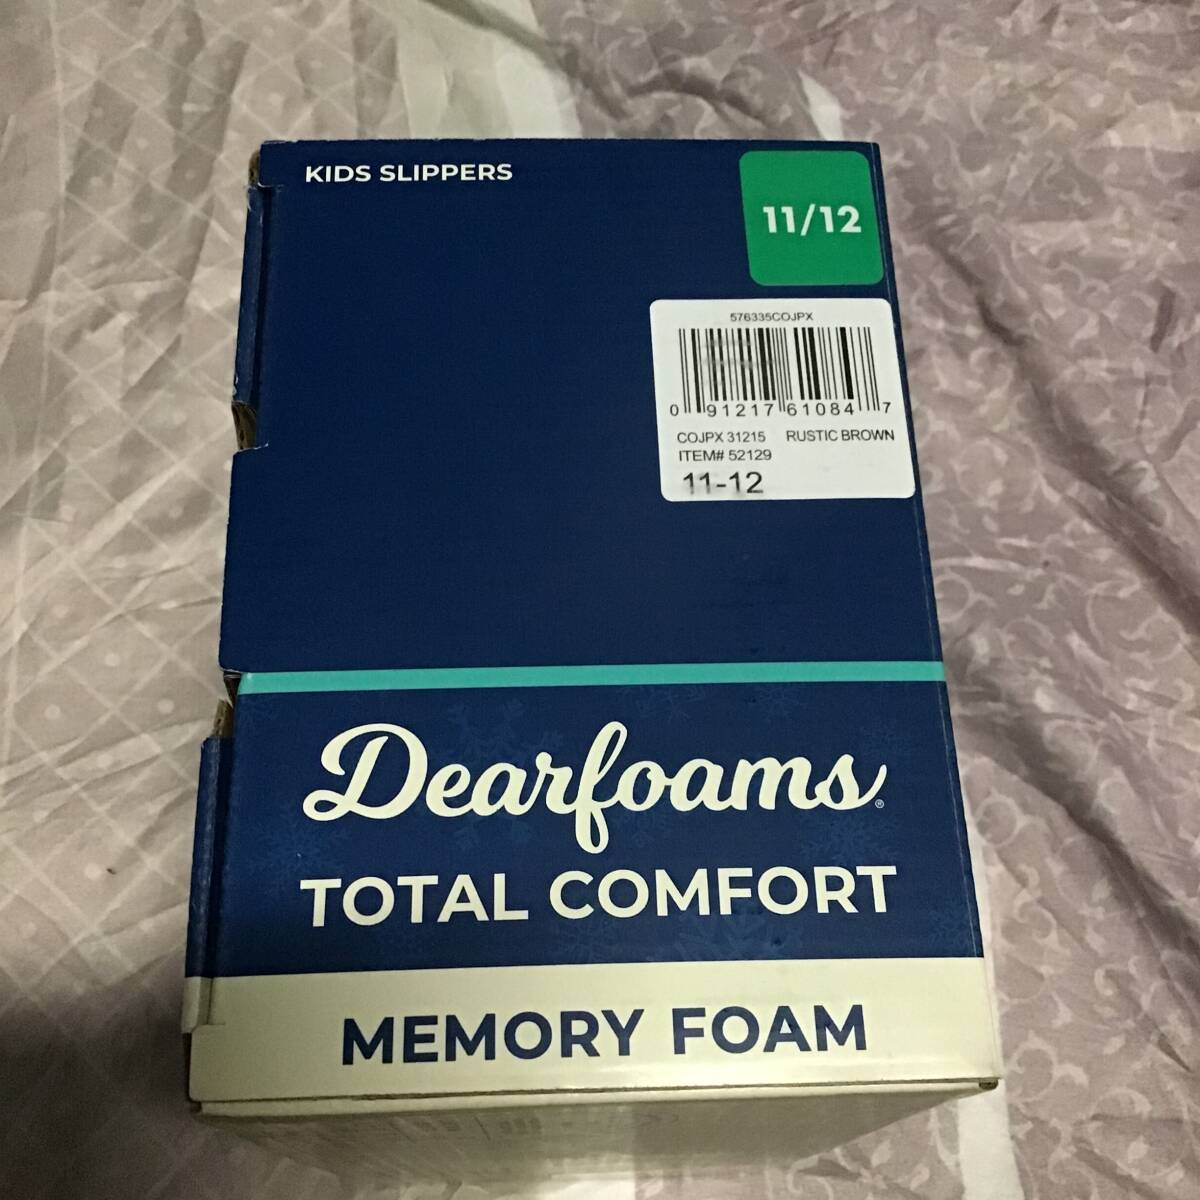 KIDS SLIPPERS
11/12
576335COJPX
0 91217 61084 7
COJPX 31215 RUSTIC BROWN
ITEM# 52129
11-12
Dearfoams®
TOTAL COMFORT
MEMORY FOAM